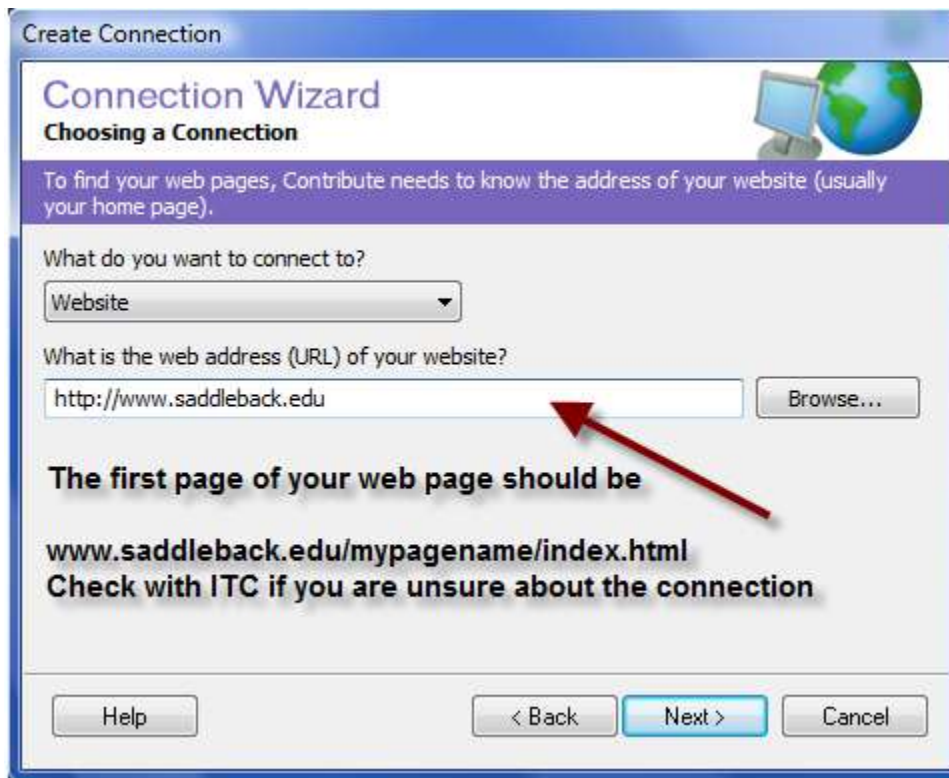 Create Connection
Connection Wizard
Choosing a Connection
To find your web pages, Contribute needs to know the address of your website (usually
your home page).
What do you want to connect to?
Website
What is the web address (URL) of your website?
http://www.saddleback.edu
Browse...
The first page of your web page should be
www.saddleback.edu/mypagename/index.html
Check with ITC if you are unsure about the connection
Help
< Back
Next >
Cancel